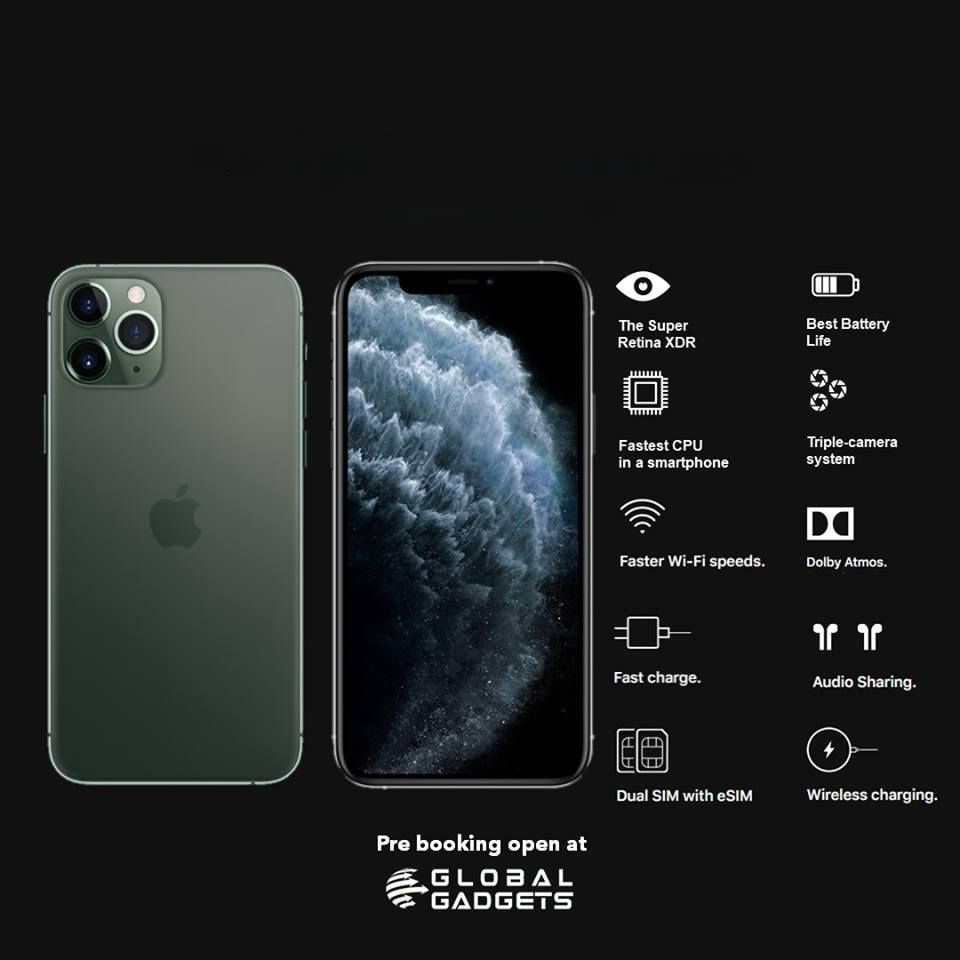 The Super
Retina XDR
Best Battery
Life
Fastest CPU
in a smartphone
Triple-camera
system
Faster Wi-Fi speeds.
Dolby Atmos.
Fast charge.
Audio Sharing.
Dual SIM with eSIM
Wireless charging.
Pre booking open at
GLOBAL
GADGETS